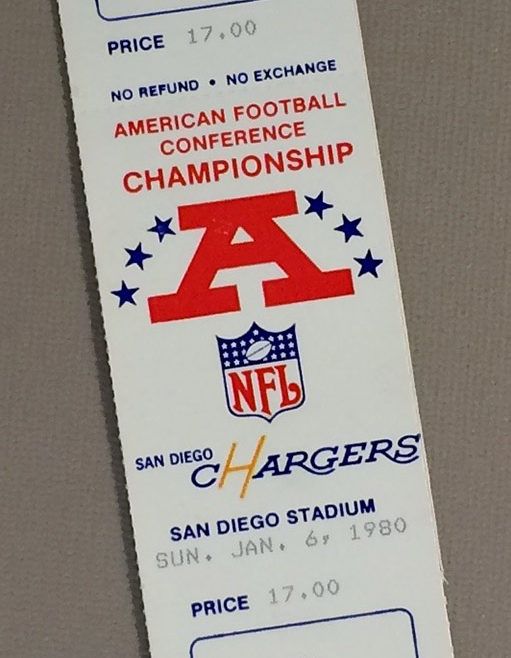 PRICE 17.00
NO REFUND • NO EXCHANGE
AMERICAN FOOTBALL
CONFERENCE
CHAMPIONSHIP
A
NFL
SAN DIEGO CHARGERS
SAN DIEGO STADIUM
SUN. JAN. 6, 1980
PRICE 17.00